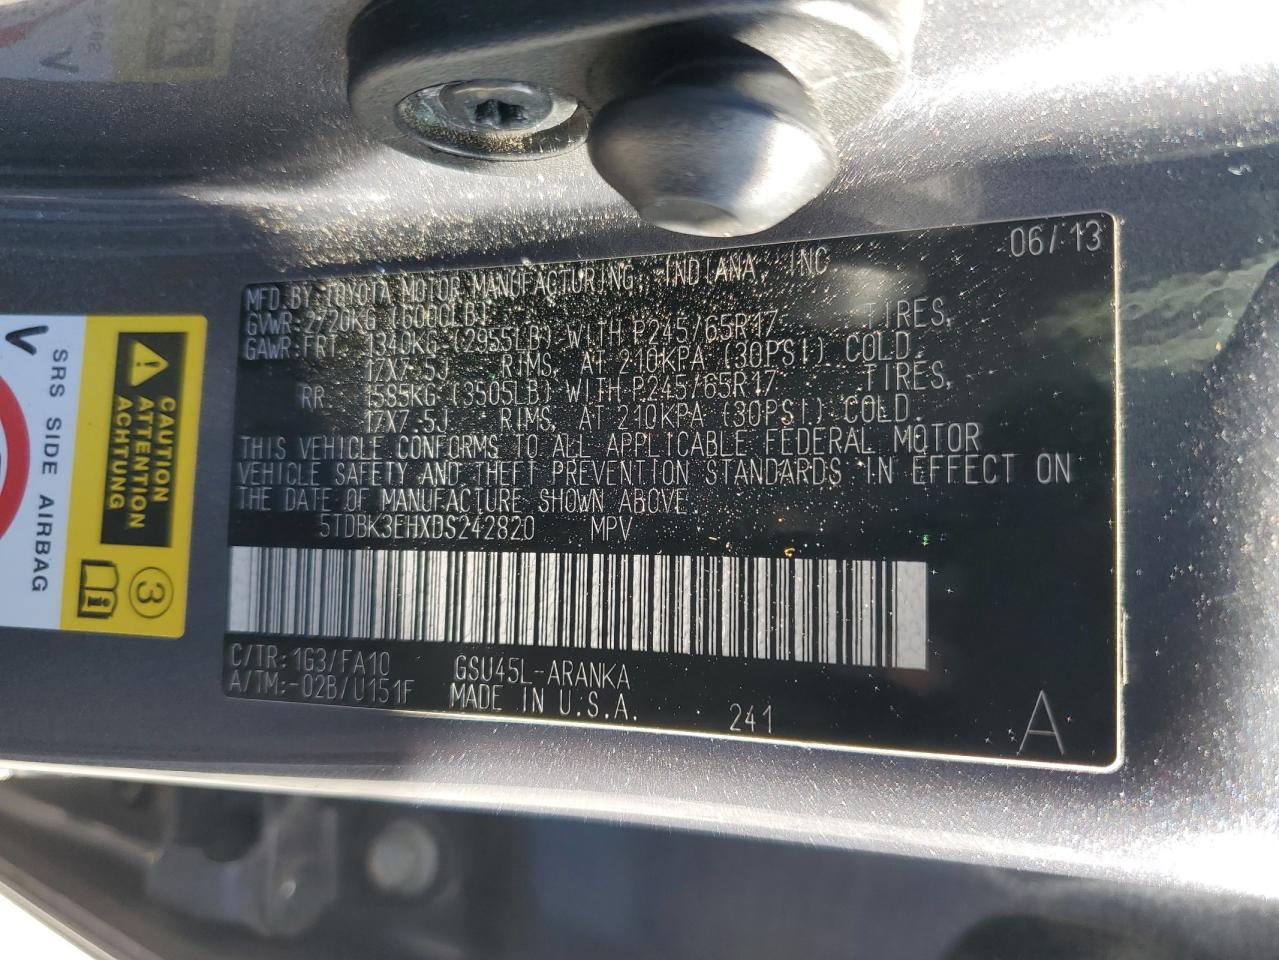 06/13
MFD.BY:TOYOTA MOTOR MANUFACTURING, INDIANA, INC.
GVWR:2720KG (6000LB)
GAWR:FRT. 1340KG (2955LB) WITH P245/65R17 TIRES,
17X7.5J RIMS, AT 210KPA (30PSI) COLD.
RR. 1585KG (3505LB) WITH P245/65R17 TIRES,
17X7.5J RIMS, AT 210KPA (30PSI) COLD.
THIS VEHICLE CONFORMS TO ALL APPLICABLE FEDERAL MOTOR
VEHICLE SAFETY AND THEFT PREVENTION STANDARDS IN EFFECT ON
THE DATE OF MANUFACTURE SHOWN ABOVE.
5TDBK3EHXDS242820 MPV
C/TR:1G3/FA10 GSU45L-ARANKA
A/TM:-02B/U151F MADE IN U.S.A. 241 A
CAUTION
ATTENTION
ACHTUNG
3
SRS SIDE AIRBAG